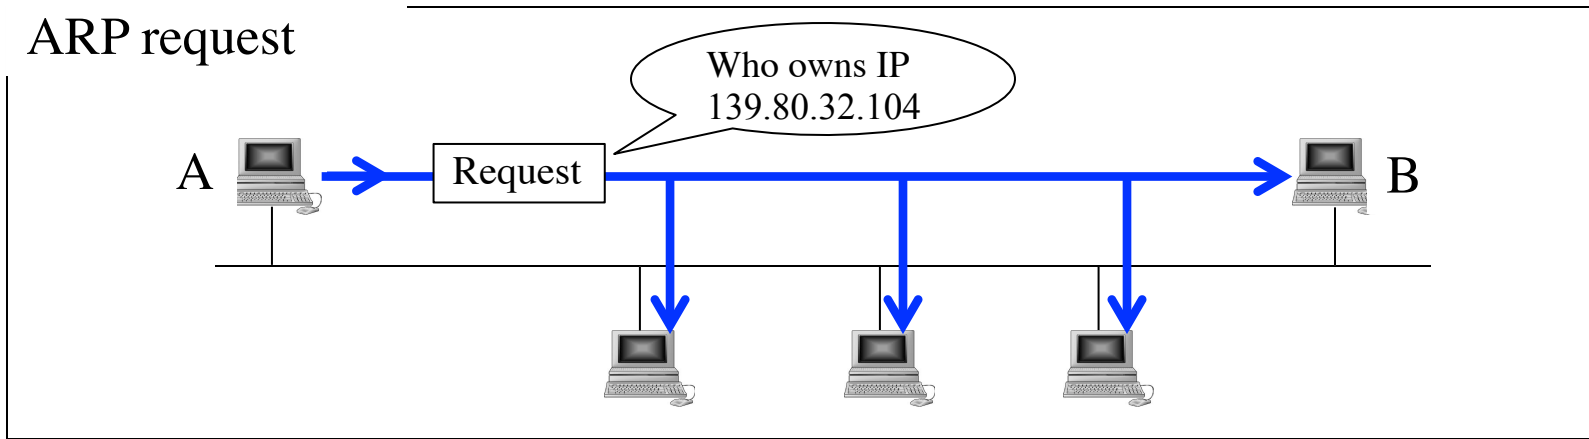 ARP request
Who owns IP
139.80.32.104
A
Request
B